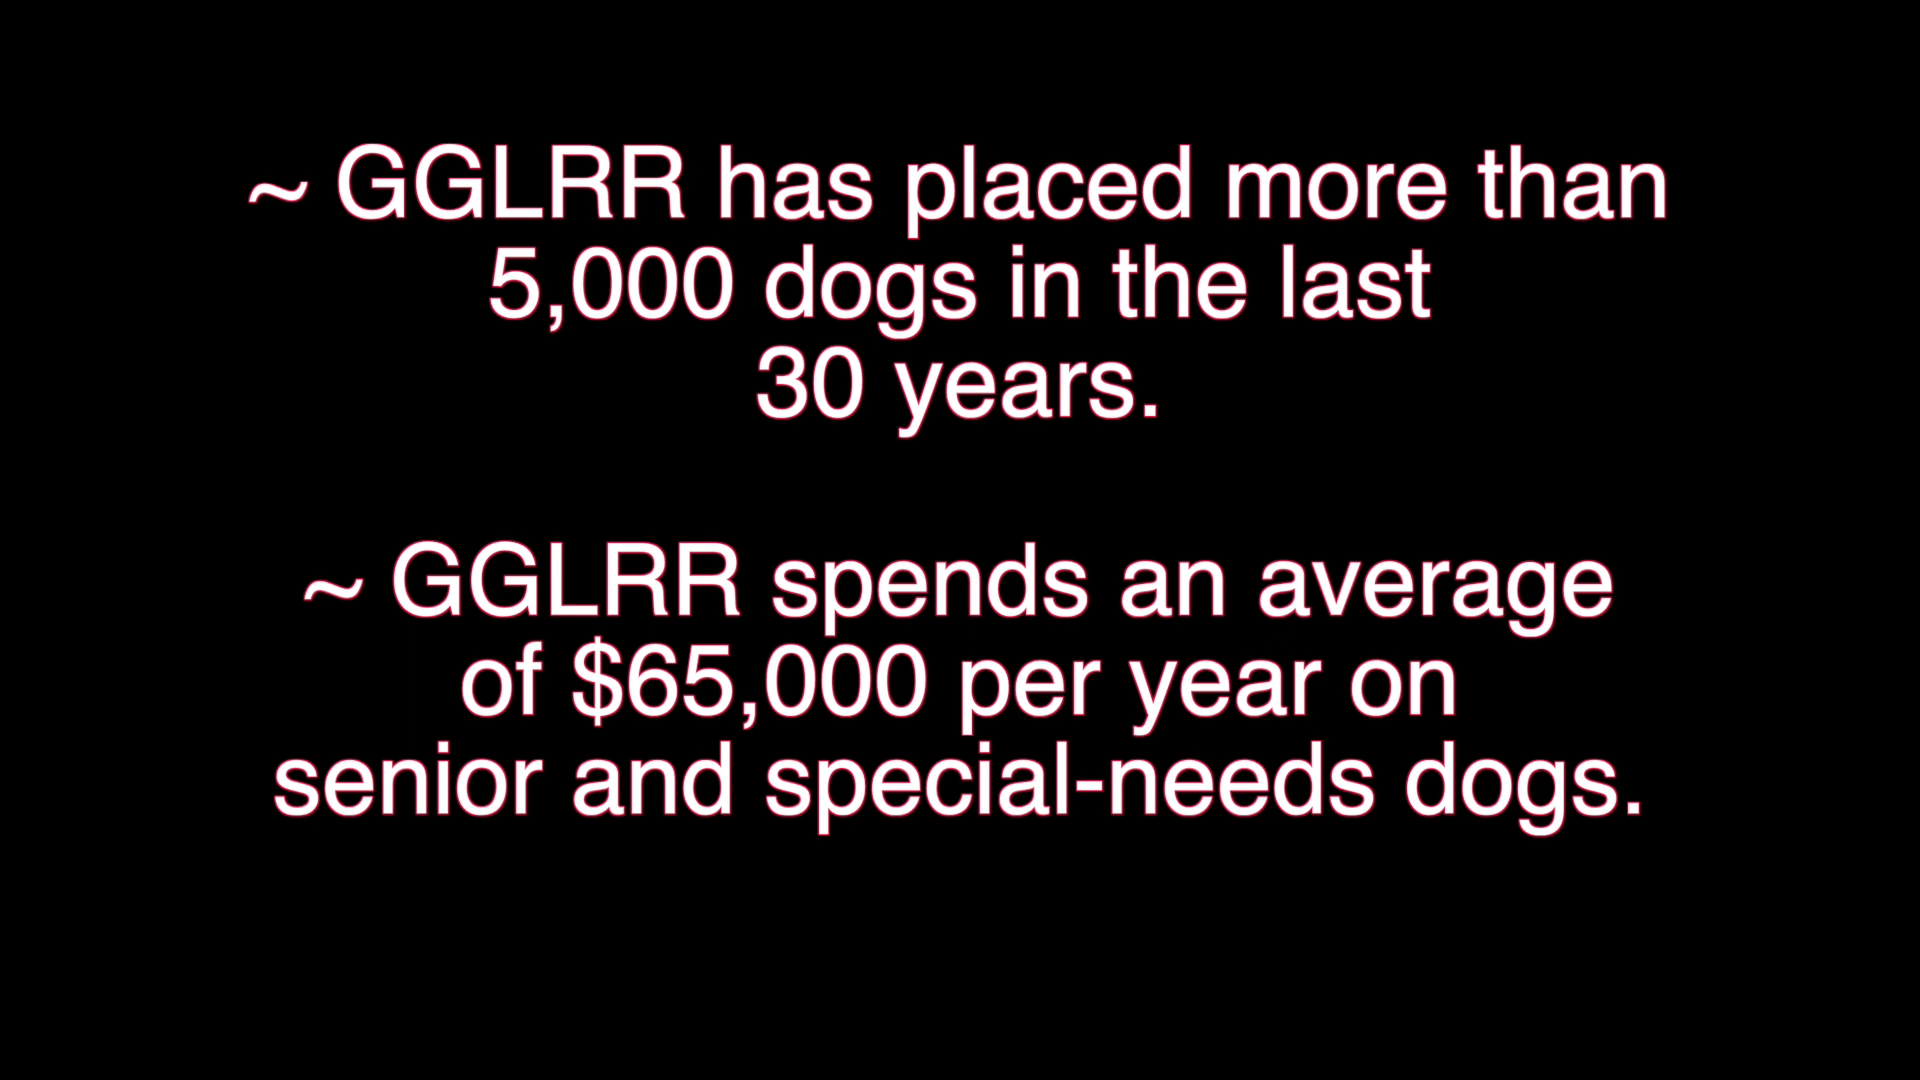 ~ GGLRR has placed more than
5,000 dogs in the last
30 years.
~ GGLRR spends an average
of $65,000 per year on
senior and special-needs dogs.